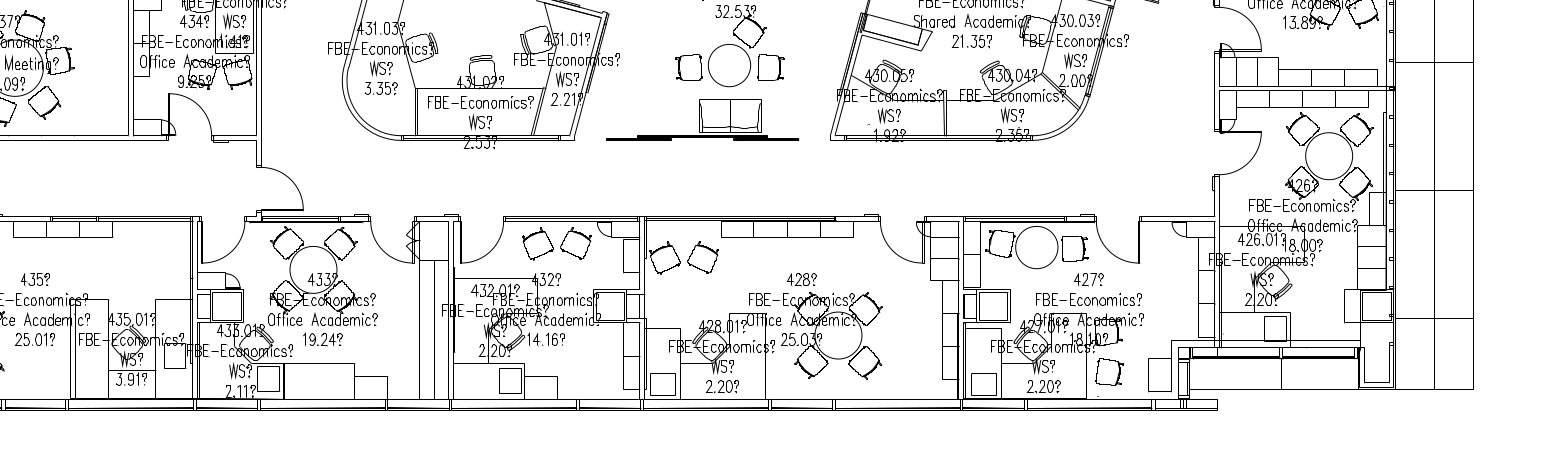 37?
onomics?
Meeting?
.09?
FBE-Economics?
434?
WS?
FBE-Economics?
Office Academic?
9.25?
431.03?
FBE-Economics?
WS?
3.35?
431.02?
FBE-Economics?
WS?
2.53?
431.01?
FBE-Economics?
WS?
2.21?
32.53?
FBE-Economics?
Shared Academic?
21.35?
430.03?
FBE-Economics?
WS?
2.00?
430.05?
FBE-Economics?
WS?
1.92?
430.04?
FBE-Economics?
WS?
2.35?
Office Academic?
13.89?
426?
FBE-Economics?
Office Academic?
18.00?
426.01?
FBE-Economics?
WS?
2.20?
435?
E-Economics?
ce Academic?
25.01?
435.01?
FBE-Economics?
WS?
3.91?
433?
FBE-Economics?
Office Academic?
19.24?
433.01?
FBE-Economics?
WS?
2.11?
432?
FBE-Economics?
Office Academic?
14.16?
432.01?
FBE-Economics?
WS?
2.20?
428?
FBE-Economics?
Office Academic?
25.03?
428.01?
FBE-Economics?
WS?
2.20?
427?
FBE-Economics?
Office Academic?
18.10?
427.01?
FBE-Economics?
WS?
2.20?